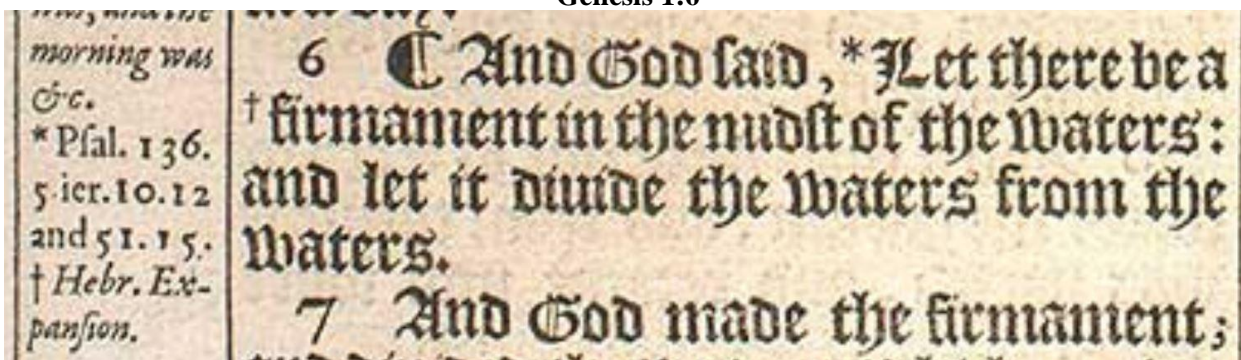 Genesis 1:6
morning was
&c.
* Pſal. 136.
5. ier. 10. 12
and 51. 15.
† Hebr. Ex-
panſion.
6 ¶ And God ſaid, * Let there be a
† firmament in the midſt of the waters:
and let it diuide the waters from the
waters.
7 And God made the firmament;